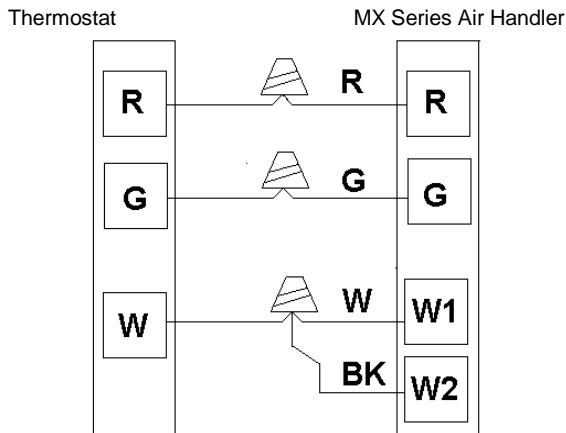 Thermostat MX Series Air Handler
R R R
G G G
W W W1
BK W2